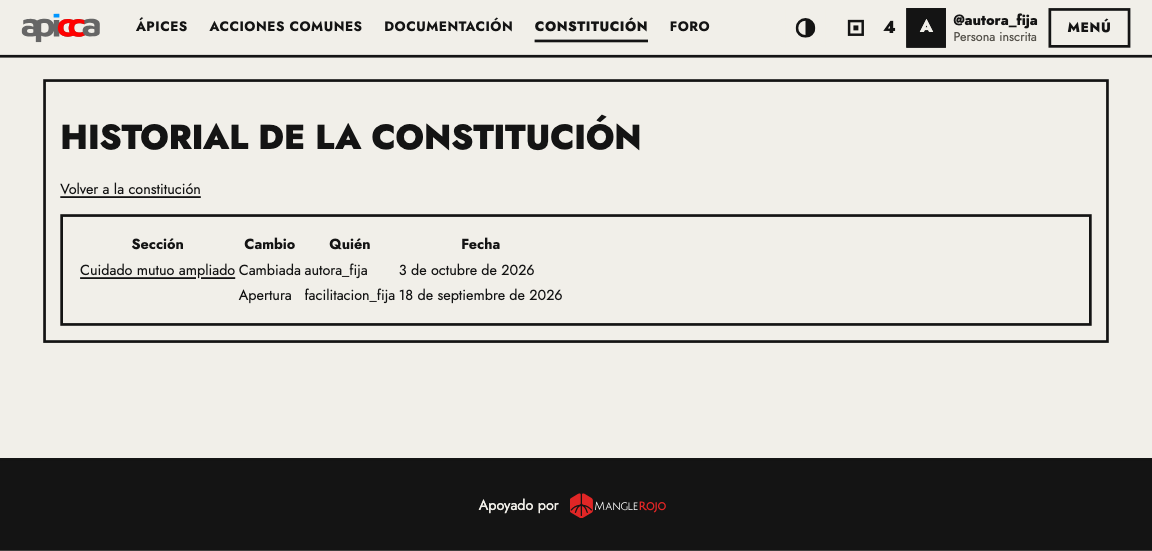 apicca ÁPICES ACCIONES COMUNES DOCUMENTACIÓN CONSTITUCIÓN FORO 4 A @autora_fija MENÚ
Persona inscrita
HISTORIAL DE LA CONSTITUCIÓN
Volver a la constitución
Sección Cambio Quién Fecha
Cuidado mutuo ampliado Cambiada autora_fija 3 de octubre de 2026
Apertura facilitacion_fija 18 de septiembre de 2026
Apoyado por MANGLEROJO